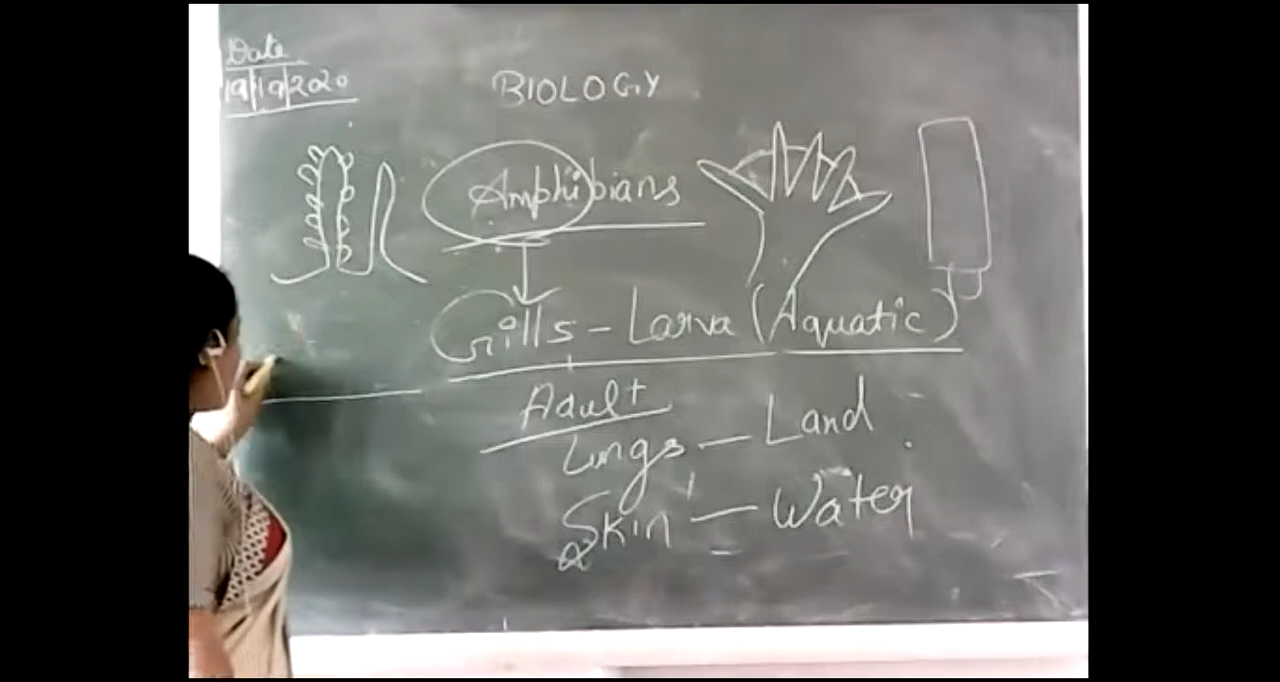 Date
19/9/2020
BIOLOGY
Amphibians
Gills - Larva (Aquatic)
Adult
Lungs - Land
Skin - Water